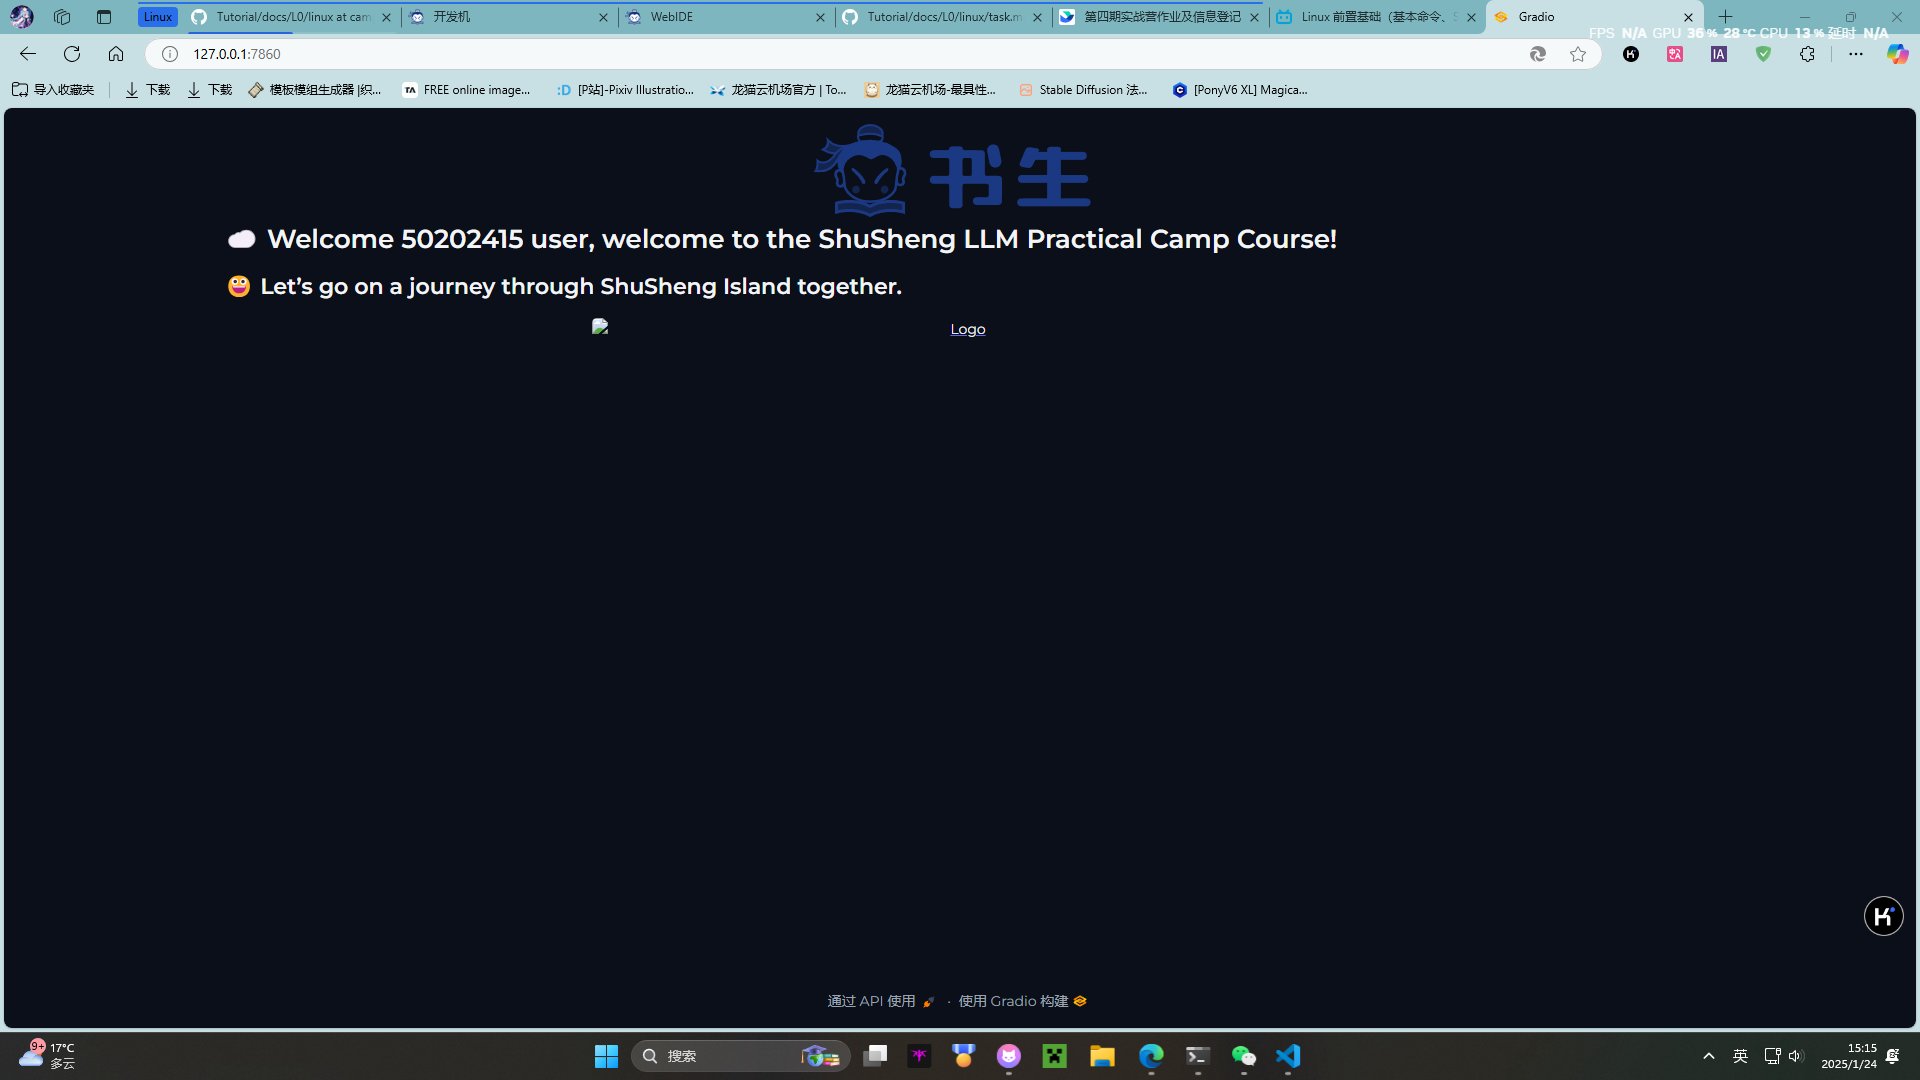 Linux
Tutorial/docs/L0/linux at cam
开发机
WebIDE
Tutorial/docs/L0/linux/task.m
第四期实战营作业及信息登记
Linux 前置基础（基本命令、
Gradio
FPS N/A GPU 36 % 28 °C CPU 13 % 延时 N/A
127.0.0.1:7860
导入收藏夹
下载
下载
模板模组生成器 |织...
FREE online image...
[P站]-Pixiv Illustratio...
龙猫云机场官方 | To...
龙猫云机场-最具性...
Stable Diffusion 法...
[PonyV6 XL] Magica...
书生
Welcome 50202415 user, welcome to the ShuSheng LLM Practical Camp Course!
Let’s go on a journey through ShuSheng Island together.
Logo
通过 API 使用 · 使用 Gradio 构建
9+
17°C
多云
搜索
英
15:15
2025/1/24